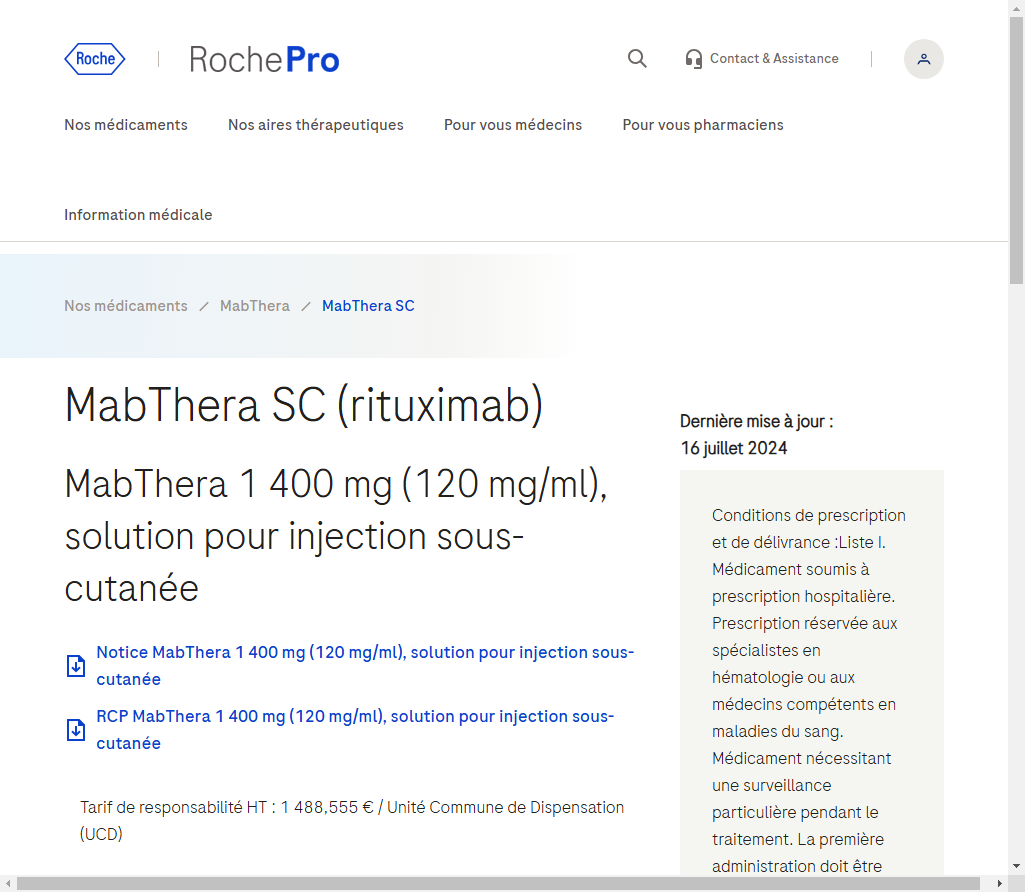 Roche
RochePro
Contact & Assistance
Nos médicaments
Nos aires thérapeutiques
Pour vous médecins
Pour vous pharmaciens
Information médicale
Nos médicaments / MabThera / MabThera SC
MabThera SC (rituximab)
MabThera 1 400 mg (120 mg/ml),
solution pour injection sous-
cutanée
Notice MabThera 1 400 mg (120 mg/ml), solution pour injection sous-
cutanée
RCP MabThera 1 400 mg (120 mg/ml), solution pour injection sous-
cutanée
Tarif de responsabilité HT : 1 488,555 € / Unité Commune de Dispensation
(UCD)
Dernière mise à jour :
16 juillet 2024
Conditions de prescription
et de délivrance :Liste I.
Médicament soumis à
prescription hospitalière.
Prescription réservée aux
spécialistes en
hématologie ou aux
médecins compétents en
maladies du sang.
Médicament nécessitant
une surveillance
particulière pendant le
traitement. La première
administration doit être